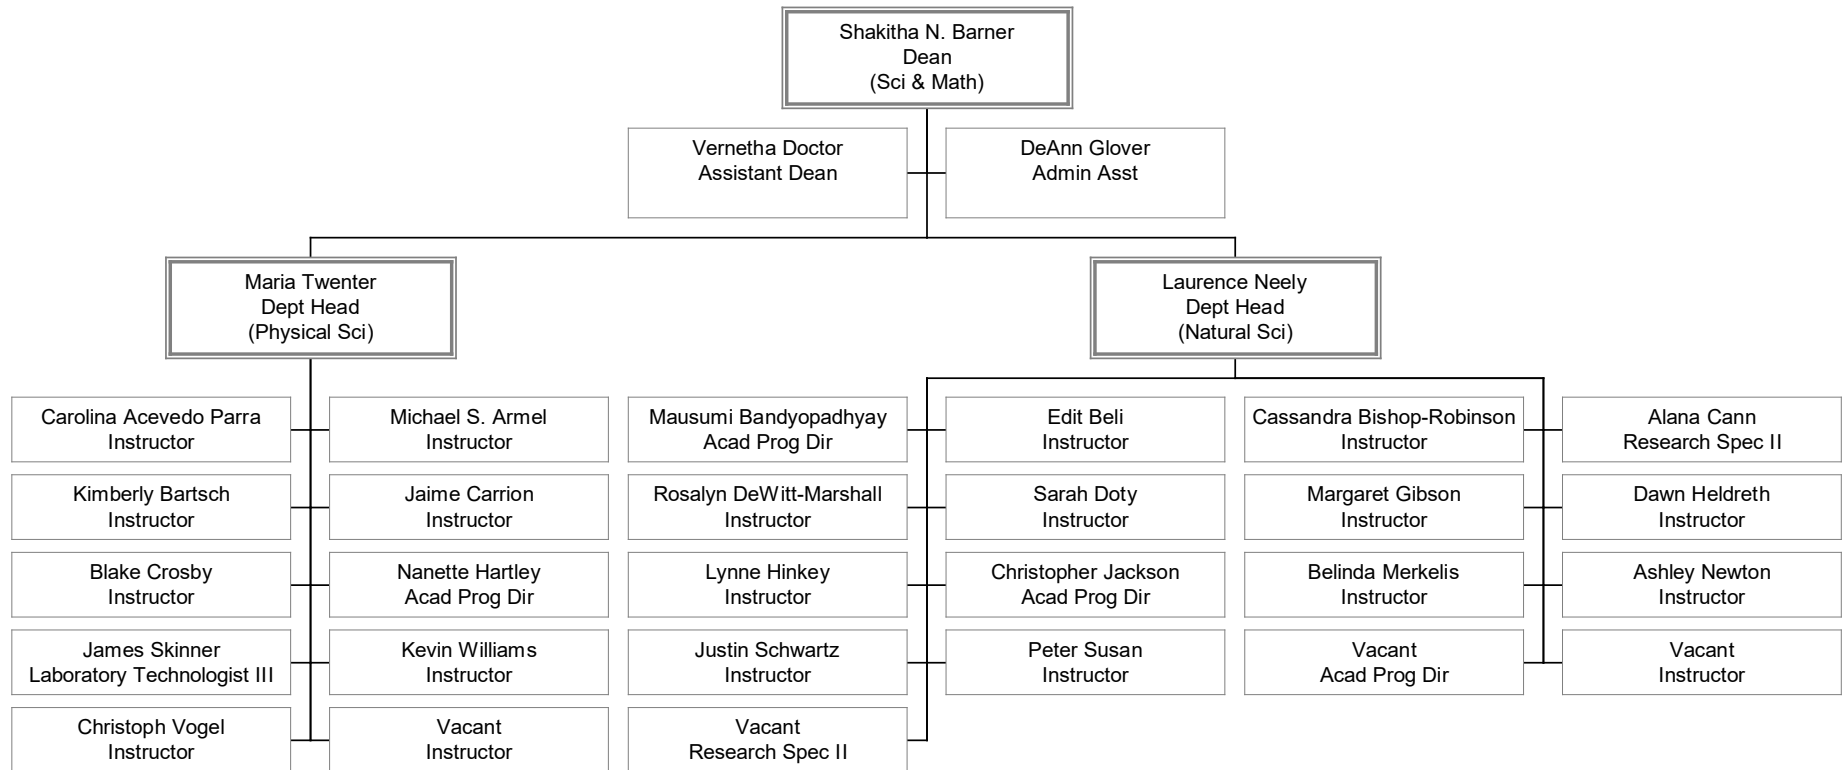 Shakitha N. Barner
Dean
(Sci & Math)
Vernetha Doctor
Assistant Dean
DeAnn Glover
Admin Asst
Maria Twenter
Dept Head
(Physical Sci)
Laurence Neely
Dept Head
(Natural Sci)
Carolina Acevedo Parra
Instructor
Michael S. Armel
Instructor
Mausumi Bandyopadhyay
Acad Prog Dir
Edit Beli
Instructor
Cassandra Bishop-Robinson
Instructor
Alana Cann
Research Spec II
Kimberly Bartsch
Instructor
Jaime Carrion
Instructor
Rosalyn DeWitt-Marshall
Instructor
Sarah Doty
Instructor
Margaret Gibson
Instructor
Dawn Heldreth
Instructor
Blake Crosby
Instructor
Nanette Hartley
Acad Prog Dir
Lynne Hinkey
Instructor
Christopher Jackson
Acad Prog Dir
Belinda Merkelis
Instructor
Ashley Newton
Instructor
James Skinner
Laboratory Technologist III
Kevin Williams
Instructor
Justin Schwartz
Instructor
Peter Susan
Instructor
Vacant
Acad Prog Dir
Vacant
Instructor
Christoph Vogel
Instructor
Vacant
Instructor
Vacant
Research Spec II